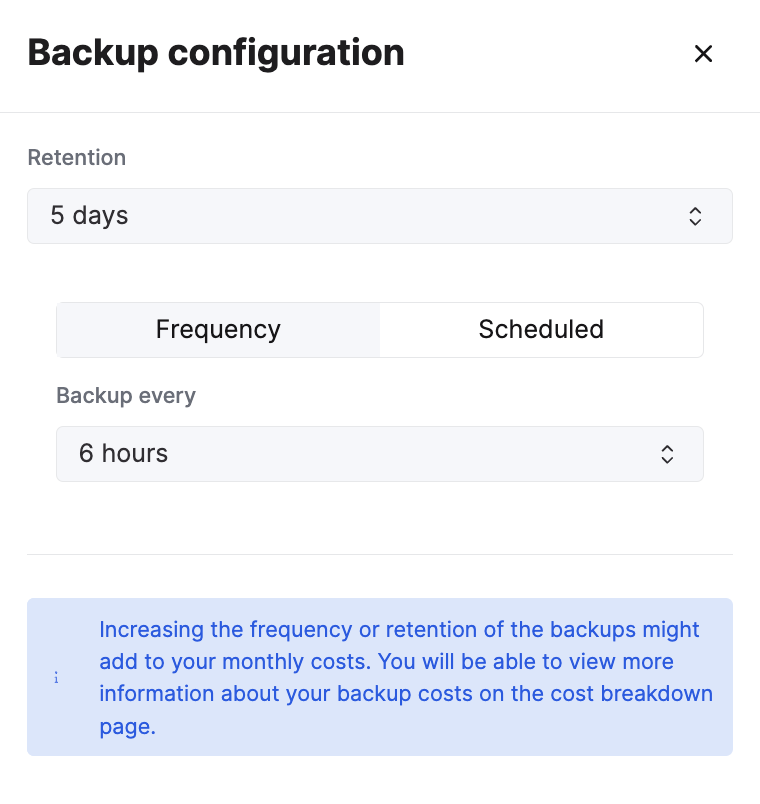 Backup configuration
Retention
5 days
Frequency
Scheduled
Backup every
6 hours
i
Increasing the frequency or retention of the backups might
add to your monthly costs. You will be able to view more
information about your backup costs on the cost breakdown
page.